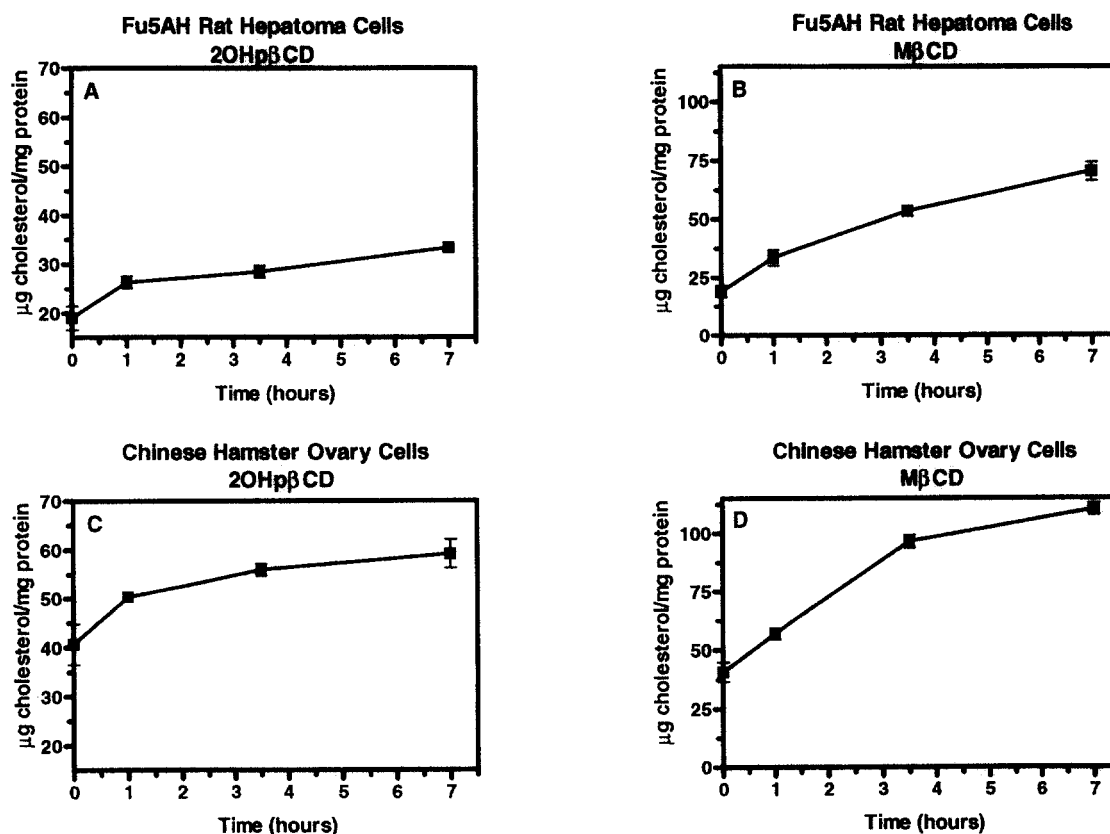 Fu5AH Rat Hepatoma Cells
2OHpβCD
A
70
60
50
40
30
20
µg cholesterol/mg protein
0 1 2 3 4 5 6 7
Time (hours)
Fu5AH Rat Hepatoma Cells
MβCD
B
100
75
50
25
0
µg cholesterol/mg protein
0 1 2 3 4 5 6 7
Time (hours)
Chinese Hamster Ovary Cells
2OHpβCD
C
70
60
50
40
30
20
µg cholesterol/mg protein
0 1 2 3 4 5 6 7
Time (hours)
Chinese Hamster Ovary Cells
MβCD
D
100
75
50
25
0
µg cholesterol/mg protein
0 1 2 3 4 5 6 7
Time (hours)